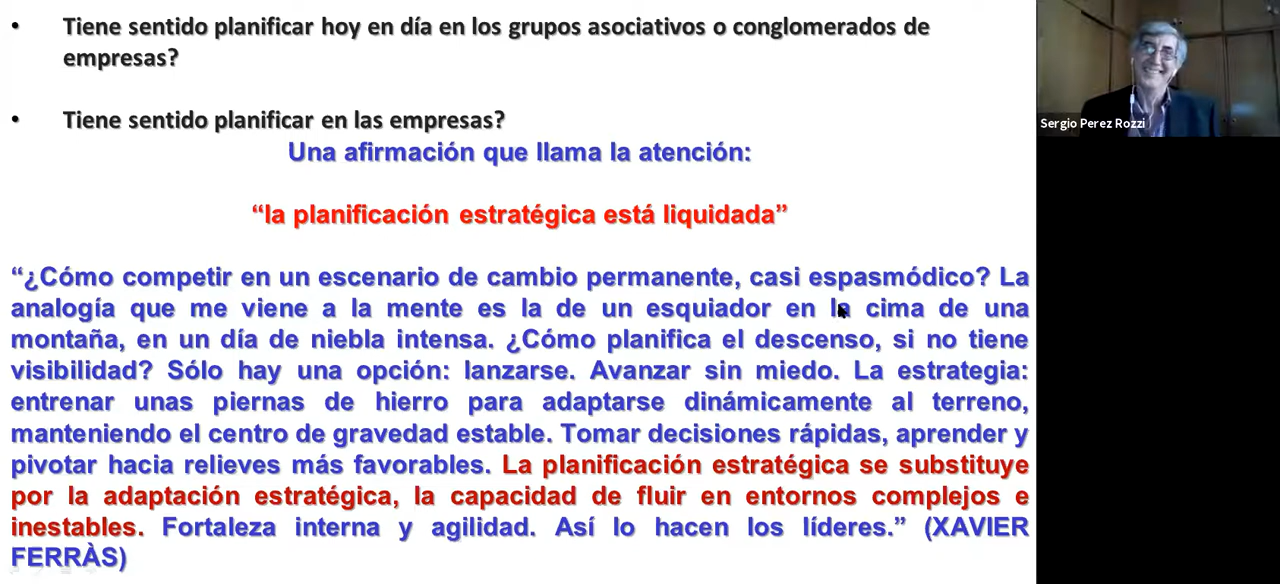 • Tiene sentido planificar hoy en día en los grupos asociativos o conglomerados de
empresas?
• Tiene sentido planificar en las empresas?
Una afirmación que llama la atención:
“la planificación estratégica está liquidada”
“¿Cómo competir en un escenario de cambio permanente, casi espasmódico? La
analogía que me viene a la mente es la de un esquiador en la cima de una
montaña, en un día de niebla intensa. ¿Cómo planifica el descenso, si no tiene
visibilidad? Sólo hay una opción: lanzarse. Avanzar sin miedo. La estrategia:
entrenar unas piernas de hierro para adaptarse dinámicamente al terreno,
manteniendo el centro de gravedad estable. Tomar decisiones rápidas, aprender y
pivotar hacia relieves más favorables. La planificación estratégica se substituye
por la adaptación estratégica, la capacidad de fluir en entornos complejos e
inestables. Fortaleza interna y agilidad. Así lo hacen los líderes.” (XAVIER
FERRÀS)
Sergio Perez Rozzi